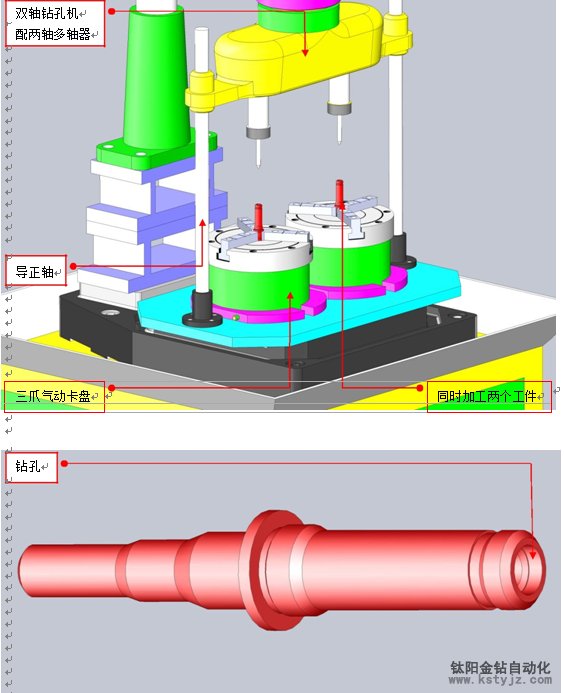 双轴钻孔机
配两轴多轴器
导正轴
三爪气动卡盘
同时加工两个工件
钻孔
钛阳金钻自动化
www.kstyjz.com